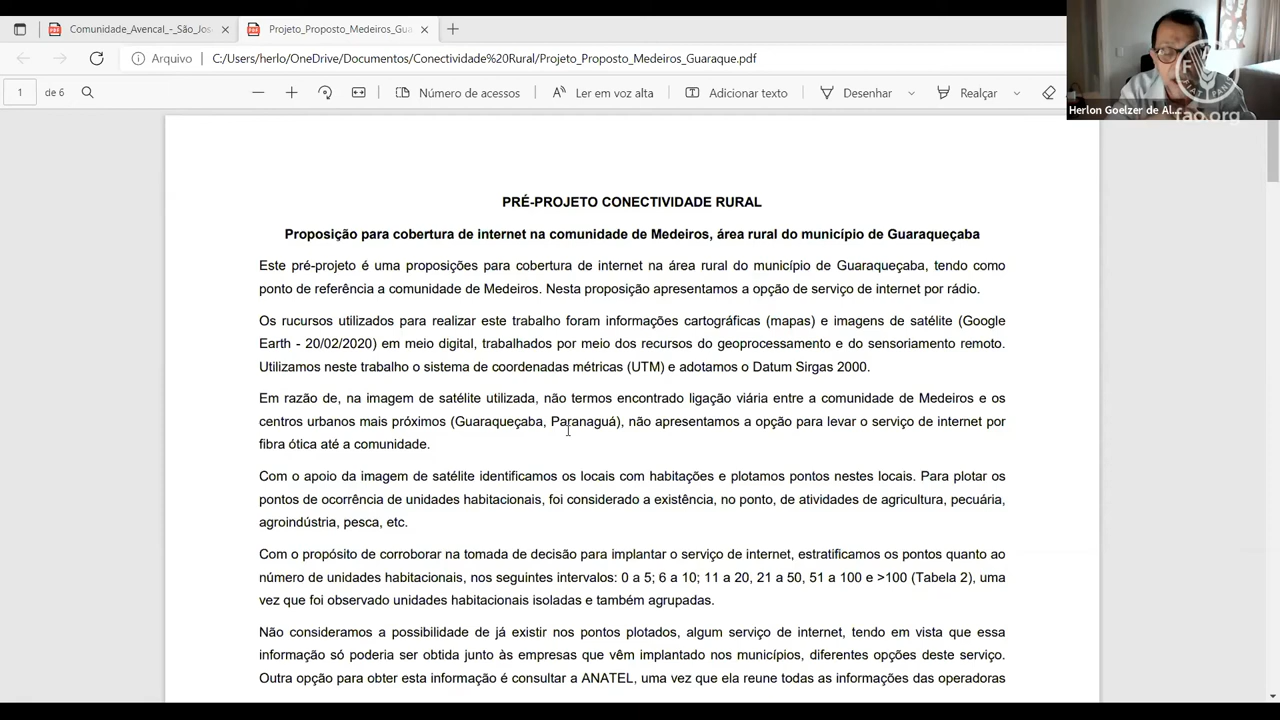 Comunidade_Avencal_-_São_Jos
Projeto_Proposto_Medeiros_Gua
Arquivo C:/Users/herlo/OneDrive/Documentos/Conectividade%20Rural/Projeto_Proposto_Medeiros_Guaraque.pdf
1 de 6 Número de acessos Ler em voz alta Adicionar texto Desenhar Realçar
Herlon Goelzer de Al...
fao.org
FIAT PANIS
PRÉ-PROJETO CONECTIVIDADE RURAL
Proposição para cobertura de internet na comunidade de Medeiros, área rural do município de Guaraqueçaba
Este pré-projeto é uma proposições para cobertura de internet na área rural do município de Guaraqueçaba, tendo como
ponto de referência a comunidade de Medeiros. Nesta proposição apresentamos a opção de serviço de internet por rádio.
Os rucursos utilizados para realizar este trabalho foram informações cartográficas (mapas) e imagens de satélite (Google
Earth - 20/02/2020) em meio digital, trabalhados por meio dos recursos do geoprocessamento e do sensoriamento remoto.
Utilizamos neste trabalho o sistema de coordenadas métricas (UTM) e adotamos o Datum Sirgas 2000.
Em razão de, na imagem de satélite utilizada, não termos encontrado ligação viária entre a comunidade de Medeiros e os
centros urbanos mais próximos (Guaraqueçaba, Paranaguá), não apresentamos a opção para levar o serviço de internet por
fibra ótica até a comunidade.
Com o apoio da imagem de satélite identificamos os locais com habitações e plotamos pontos nestes locais. Para plotar os
pontos de ocorrência de unidades habitacionais, foi considerado a existência, no ponto, de atividades de agricultura, pecuária,
agroindústria, pesca, etc.
Com o propósito de corroborar na tomada de decisão para implantar o serviço de internet, estratificamos os pontos quanto ao
número de unidades habitacionais, nos seguintes intervalos: 0 a 5; 6 a 10; 11 a 20, 21 a 50, 51 a 100 e >100 (Tabela 2), uma
vez que foi observado unidades habitacionais isoladas e também agrupadas.
Não consideramos a possibilidade de já existir nos pontos plotados, algum serviço de internet, tendo em vista que essa
informação só poderia ser obtida junto às empresas que vêm implantado nos municípios, diferentes opções deste serviço.
Outra opção para obter esta informação é consultar a ANATEL, uma vez que ela reune todas as informações das operadoras